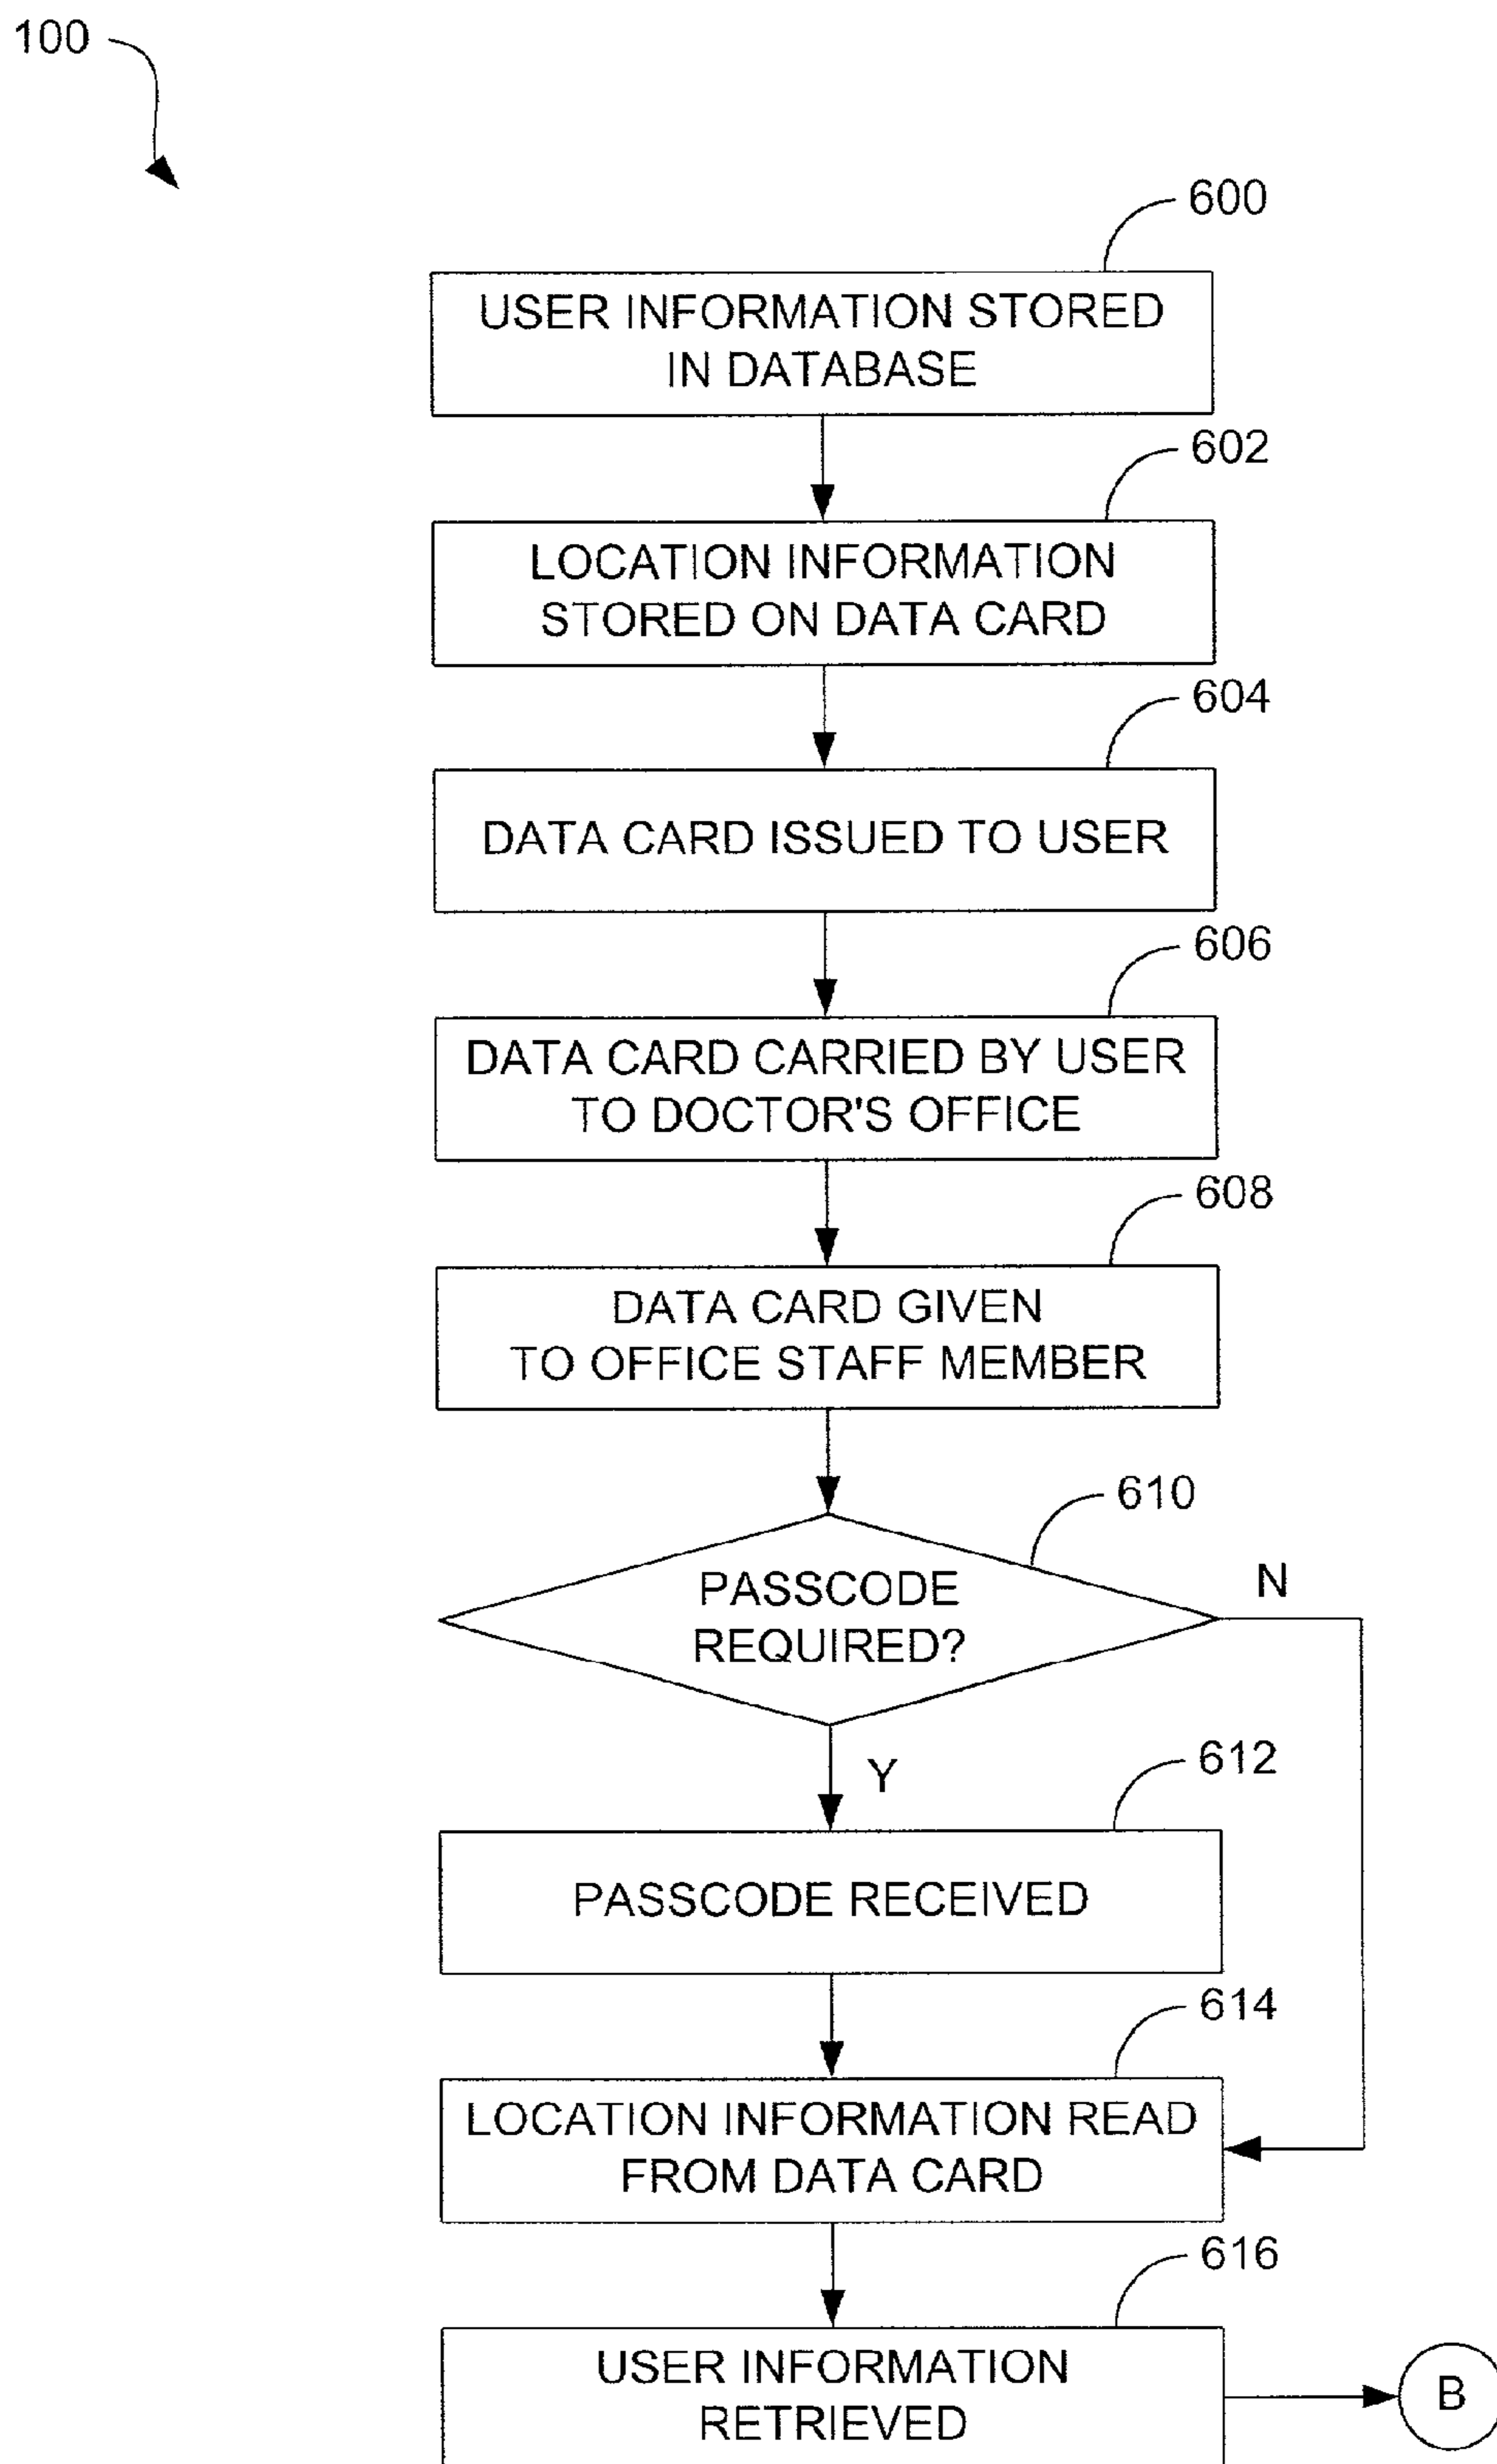 100
600
USER INFORMATION STORED
IN DATABASE
602
LOCATION INFORMATION
STORED ON DATA CARD
604
DATA CARD ISSUED TO USER
606
DATA CARD CARRIED BY USER
TO DOCTOR'S OFFICE
608
DATA CARD GIVEN
TO OFFICE STAFF MEMBER
610
PASSCODE
REQUIRED?
N
Y
612
PASSCODE RECEIVED
614
LOCATION INFORMATION READ
FROM DATA CARD
616
USER INFORMATION
RETRIEVED
B